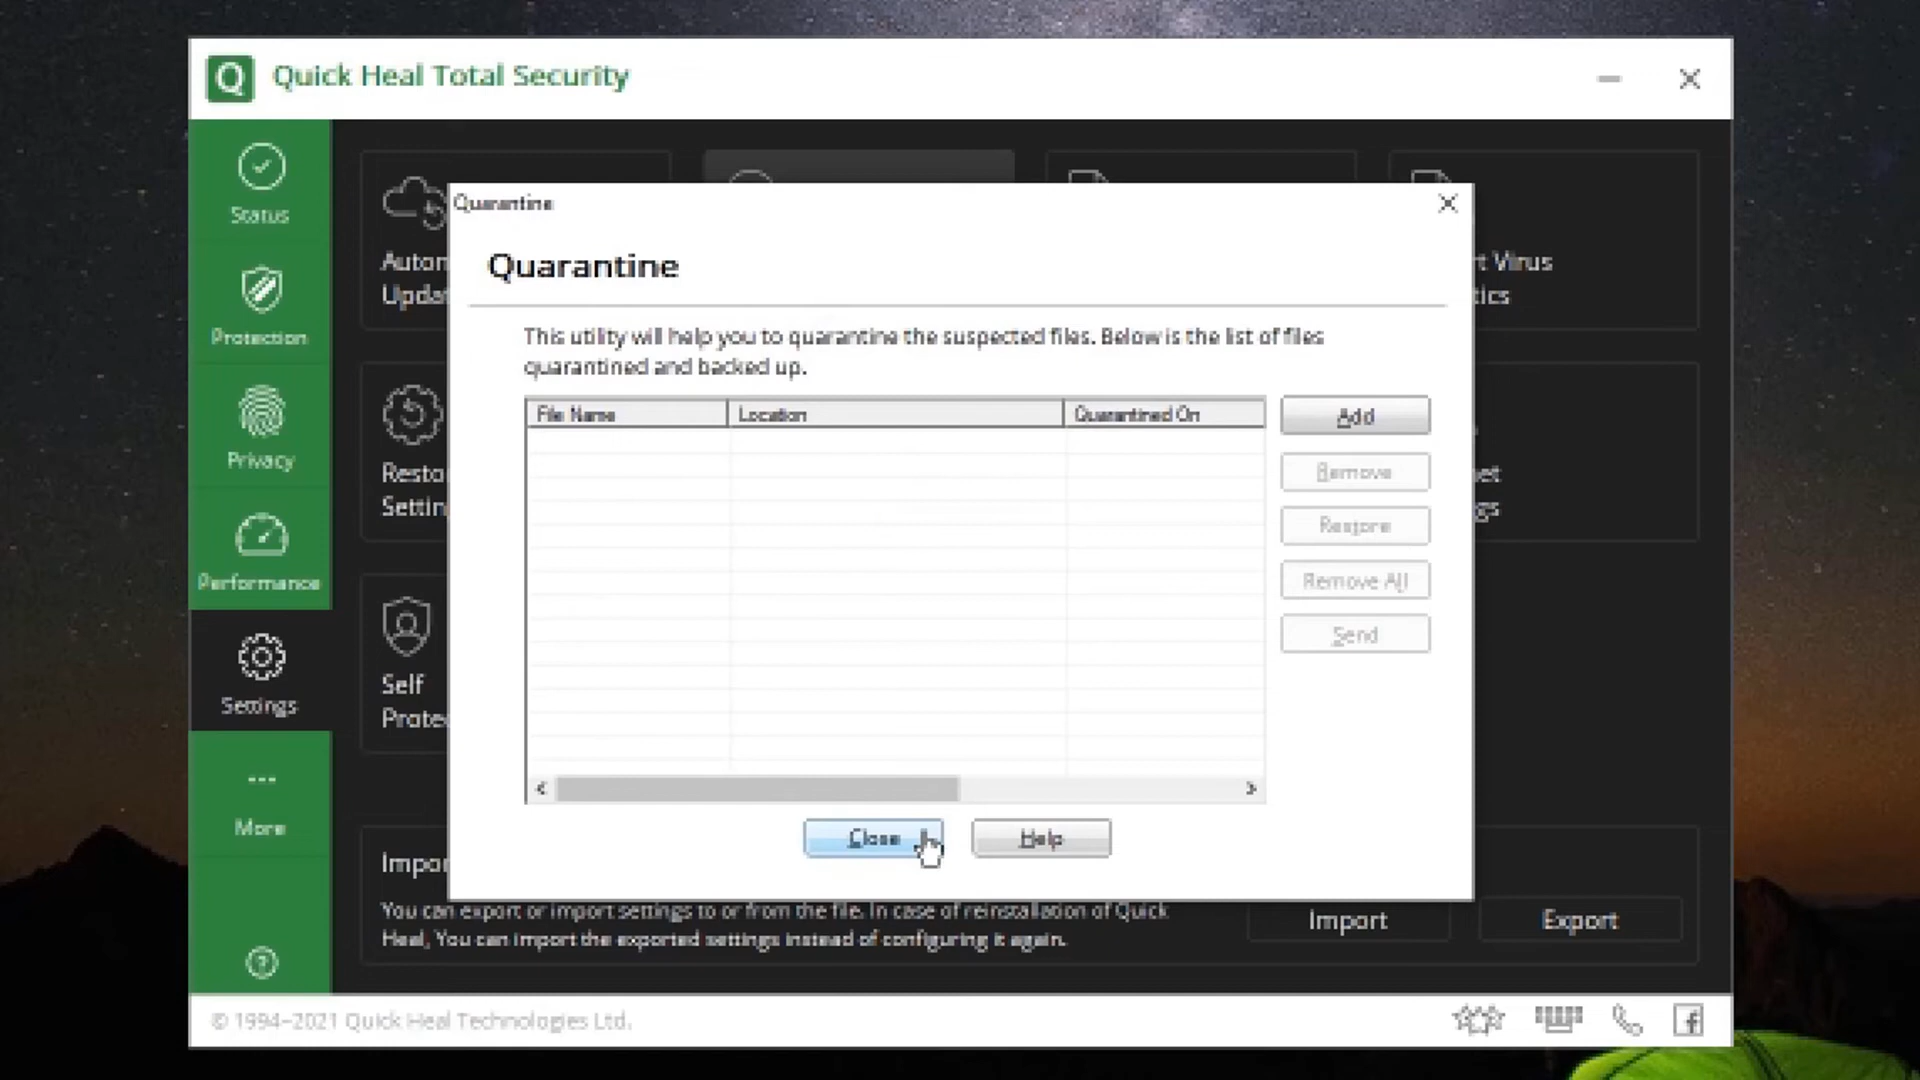 Quick Heal Total Security
Status
Protection
Privacy
Performance
Settings
More
Quarantine
Quarantine
This utility will help you to quarantine the suspected files. Below is the list of files
quarantined and backed up.
File Name Location Quarantined On
Add
Remove
Restore
Remove All
Send
Close Help
Self
Virus
You can export or import settings to or from the file. In case of reinstallation of Quick
Heal, You can import the exported settings instead of configuring it again.
Import Export
© 1994-2021 Quick Heal Technologies Ltd.